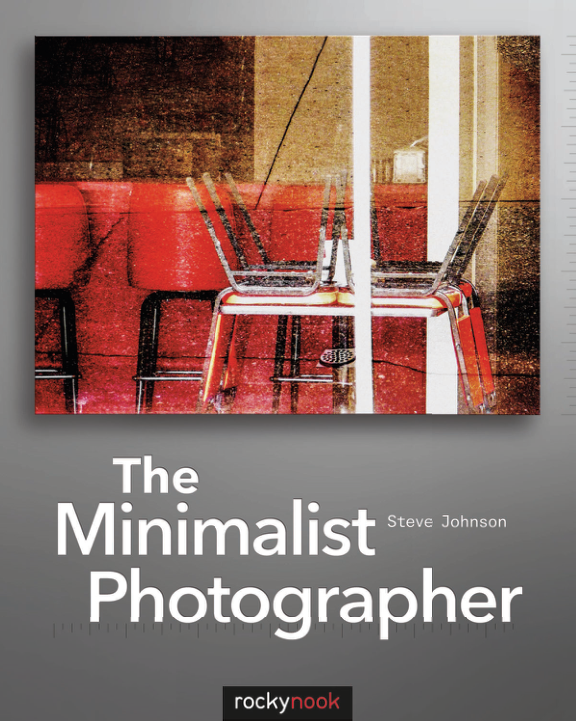 The
Minimalist
Steve Johnson
Photographer
rockynook